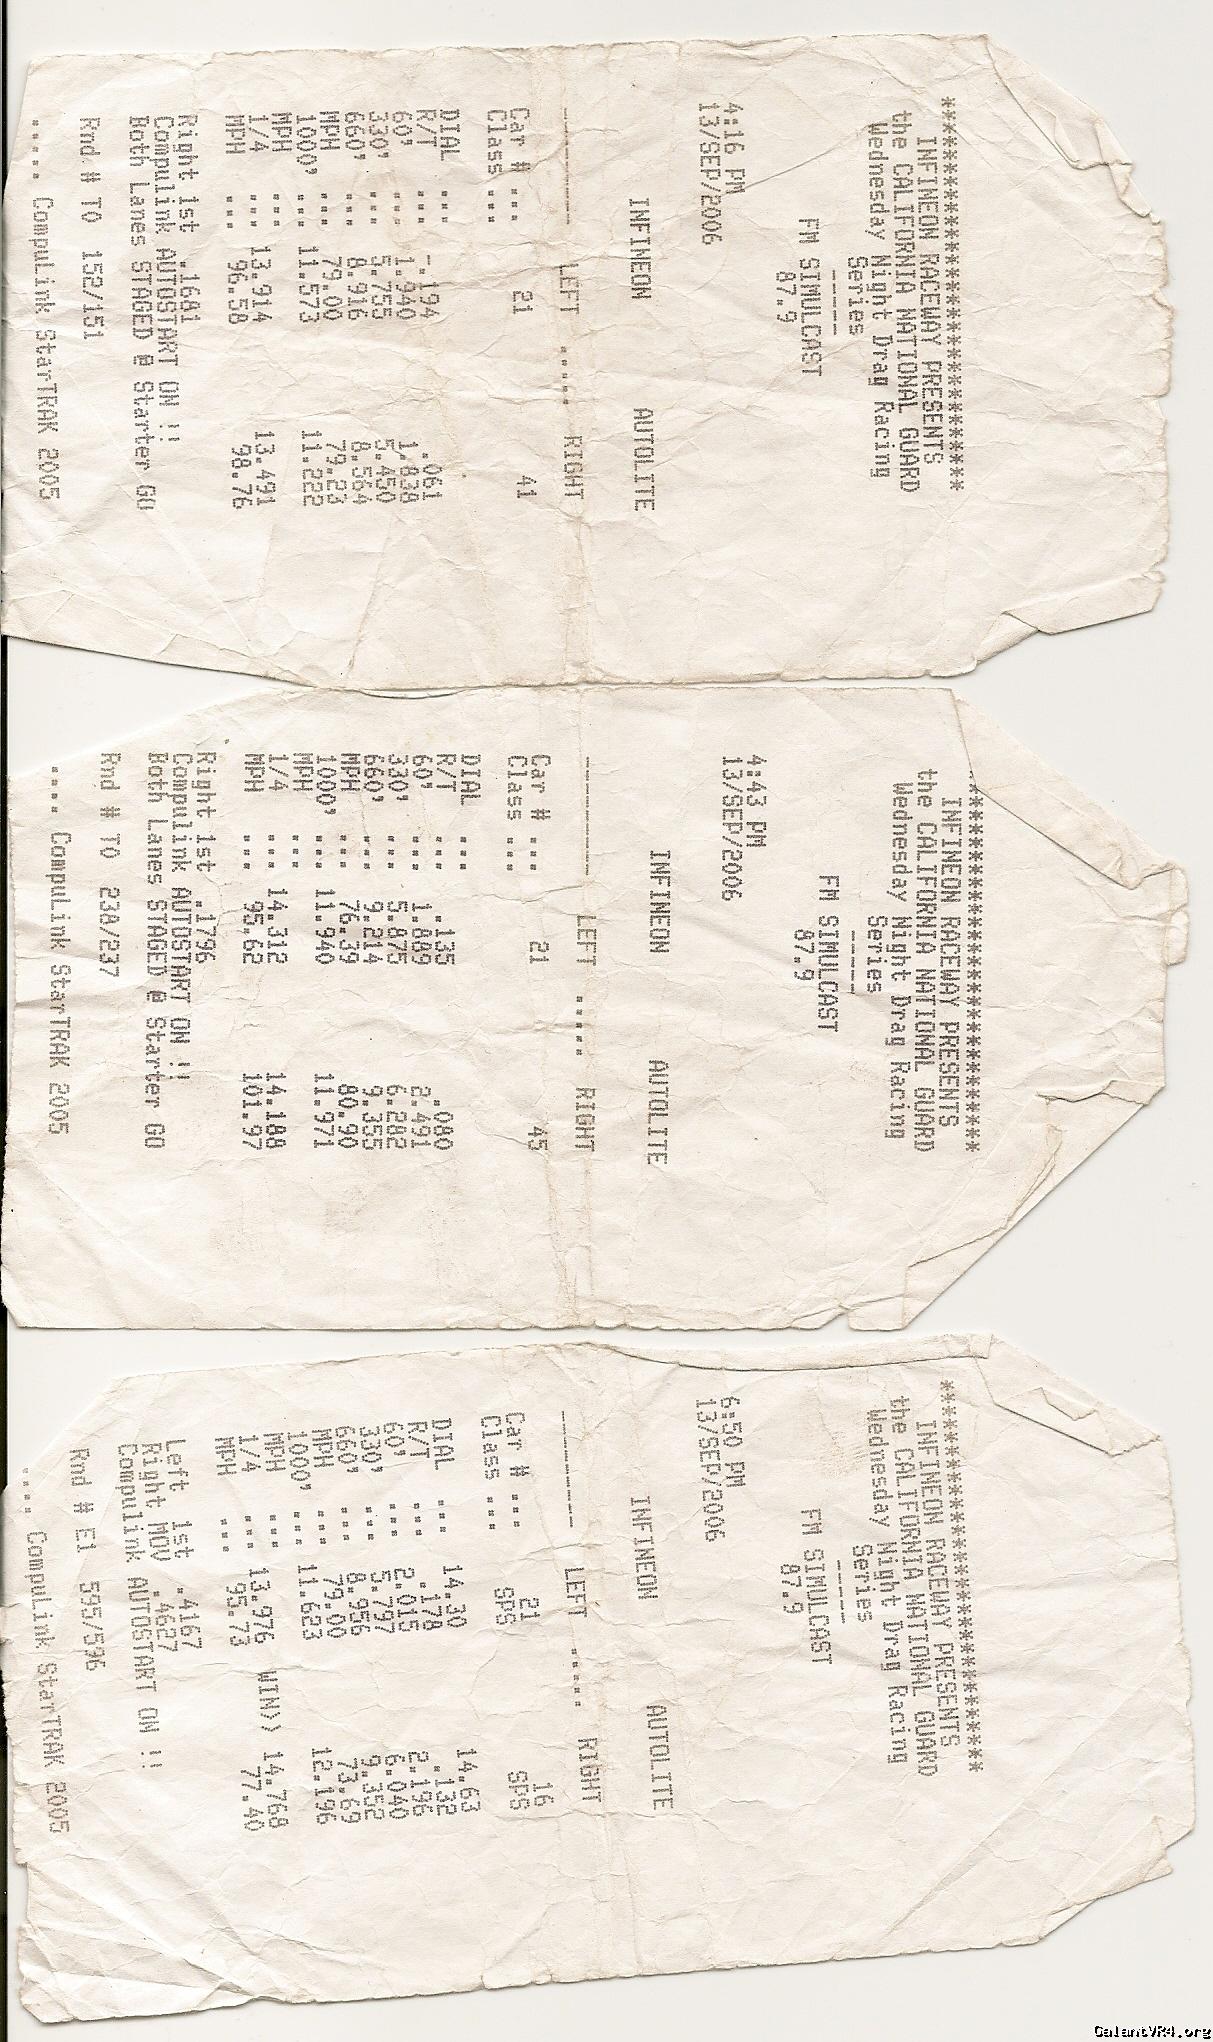 *********************************
INFINEON RACEWAY PRESENTS
the CALIFORNIA NATIONAL GUARD
Wednesday Night Drag Racing
Series
-----
FM SIMULCAST
87.9
4:16 PM
13/SEP/2006
INFINEON AUTOLITE
------- LEFT ..... RIGHT
Car # ... 21 41
Class ...
DIAL ...
R/T ... -.194 .061
60' ... 1.940 1.838
330' ... 5.755 5.450
660' ... 8.916 8.564
MPH ... 79.00 79.23
1000' ... 11.573 11.222
MPH ...
1/4 ... 13.914 13.491
MPH ... 96.58 98.76
Right 1st .1681
Compulink AUTOSTART ON !!
Both Lanes STAGED @ Starter GO
Rnd # TO 152/151
..... CompuLink StarTRAK 2005
*********************************
INFINEON RACEWAY PRESENTS
the CALIFORNIA NATIONAL GUARD
Wednesday Night Drag Racing
Series
-----
FM SIMULCAST
87.9
4:43 PM
13/SEP/2006
INFINEON AUTOLITE
------- LEFT ..... RIGHT
Car # ... 21 45
Class ...
DIAL ...
R/T ... .135 .080
60' ... 1.889 2.491
330' ... 5.875 6.282
660' ... 9.214 9.355
MPH ... 76.39 80.90
1000' ... 11.940 11.971
MPH ...
1/4 ... 14.312 14.188
MPH ... 95.62 101.97
Right 1st .1796
Compulink AUTOSTART ON !!
Both Lanes STAGED @ Starter GO
Rnd # TO 238/237
.... CompuLink StarTRAK 2005
*********************************
INFINEON RACEWAY PRESENTS
the CALIFORNIA NATIONAL GUARD
Wednesday Night Drag Racing
Series
-----
FM SIMULCAST
87.9
6:50 PM
13/SEP/2006
INFINEON AUTOLITE
------- LEFT ..... RIGHT
Car # ... 21 16
Class ... SPS SPS
DIAL ... 14.30 14.63
R/T ... .178 .132
60' ... 2.015 2.196
330' ... 5.797 6.040
660' ... 8.956 9.352
MPH ... 79.00 73.69
1000' ... 11.623 12.196
MPH ...
1/4 ... 13.976 WIN>> 14.768
MPH ... 95.73 77.40
Left 1st .4167
Right MOV .4627
Compulink AUTOSTART ON !!
Rnd # E1 595/596
.... CompuLink StarTRAK 2005
GalantVR4.org